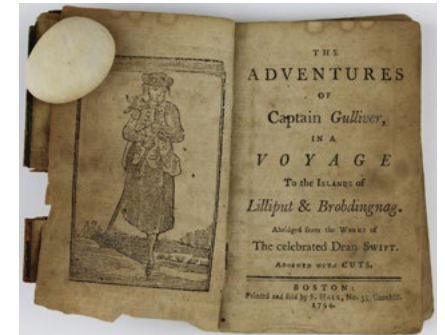 THE
ADVENTURES
OF
Captain Gulliver,
IN A
VOYAGE
To the ISLANDS of
Lilliput & Brobdingnag.
Abridged from the WORKS of
The celebrated Dean SWIFT.
ADORNED WITH CUTS.
BOSTON:
Printed and sold by S. HALL, No. 53, Cornhill.
1794.